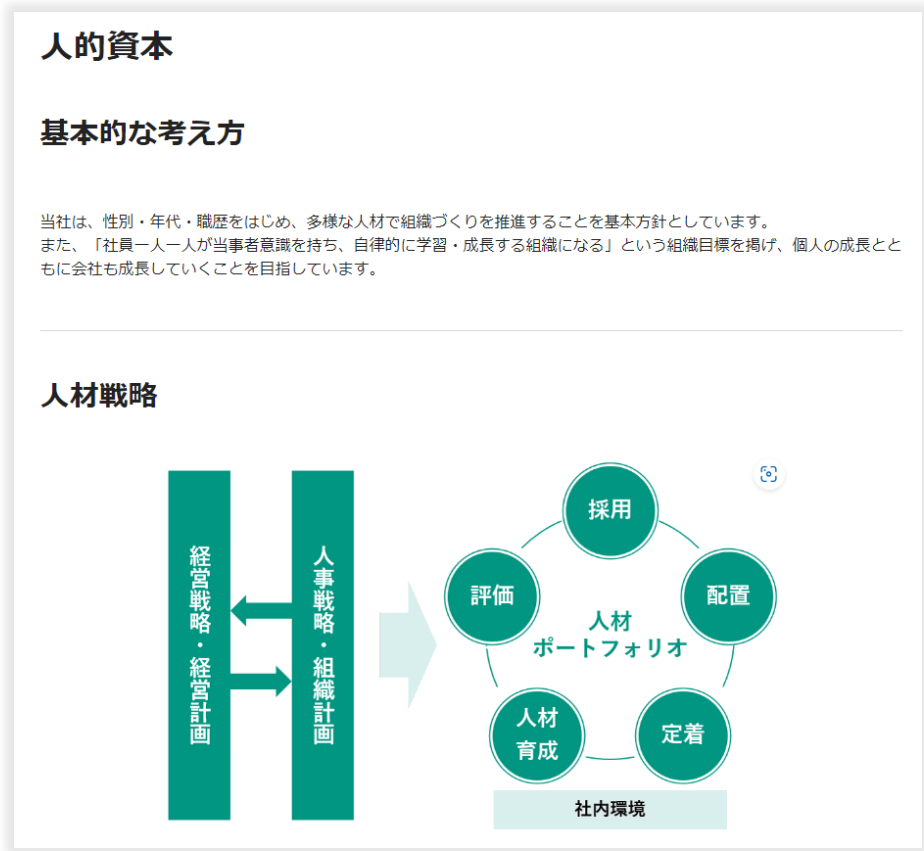 人的資本
基本的な考え方
当社は、性別・年代・職歴をはじめ、多様な人材で組織づくりを推進することを基本方針としています。
また、「社員一人一人が当事者意識を持ち、自律的に学習・成長する組織になる」という組織目標を掲げ、個人の成長とと
もに会社も成長していくことを目指しています。
人材戦略
経営戦略・経営計画
人事戦略・組織計画
採用
評価
配置
人材
ポートフォリオ
人材
育成
定着
社内環境